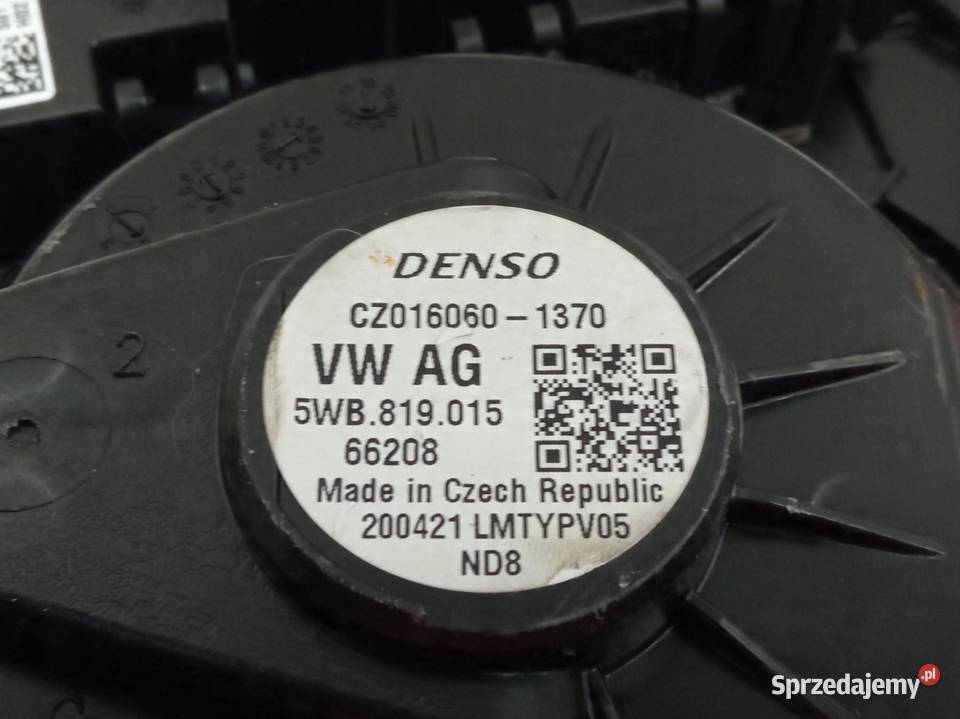 2
DENSO
CZ016060-1370
VW AG
5WB.819.015
66208
Made in Czech Republic
200421 LMTYPV05
ND8
Sprzedajemy.pl